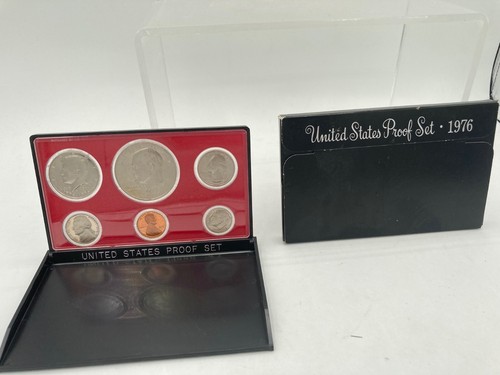 United States Proof Set · 1976
UNITED STATES PROOF SET